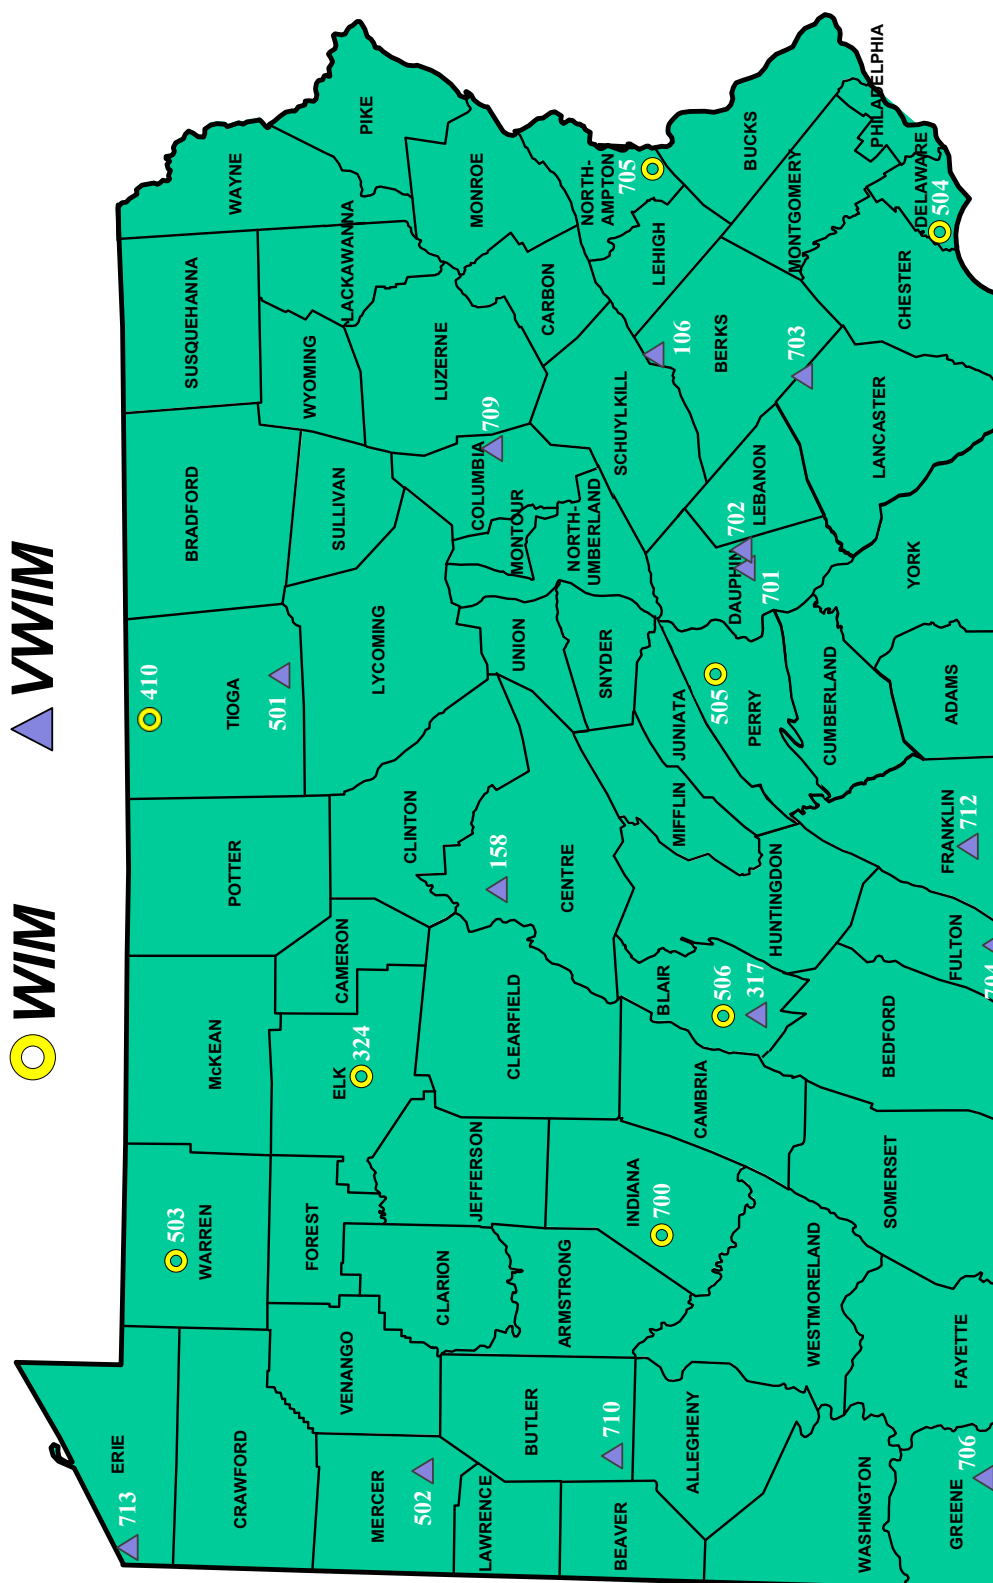 WIM
VWIM
ERIE
713
CRAWFORD
MERCER
502
LAWRENCE
BEAVER
WASHINGTON
GREENE
706
WARREN
503
FOREST
VENANGO
CLARION
BUTLER
710
ARMSTRONG
ALLEGHENY
WESTMORELAND
FAYETTE
McKEAN
ELK
324
JEFFERSON
CLEARFIELD
INDIANA
700
CAMBRIA
SOMERSET
POTTER
CAMERON
CLINTON
158
CENTRE
BLAIR
506
317
HUNTINGDON
BEDFORD
FULTON
704
FRANKLIN
712
TIOGA
410
501
LYCOMING
UNION
SNYDER
MIFFLIN
JUNIATA
505
PERRY
CUMBERLAND
ADAMS
BRADFORD
SULLIVAN
COLUMBIA
709
MONTOUR
NORTH-
UMBERLAND
DAUPHIN
701
702
LEBANON
YORK
SUSQUEHANNA
WYOMING
LACKAWANNA
LUZERNE
SCHUYLKILL
CARBON
106
BERKS
703
LANCASTER
WAYNE
PIKE
MONROE
NORTH-
AMPTON
705
LEHIGH
BUCKS
MONTGOMERY
PHILADELPHIA
DELAWARE
504
CHESTER